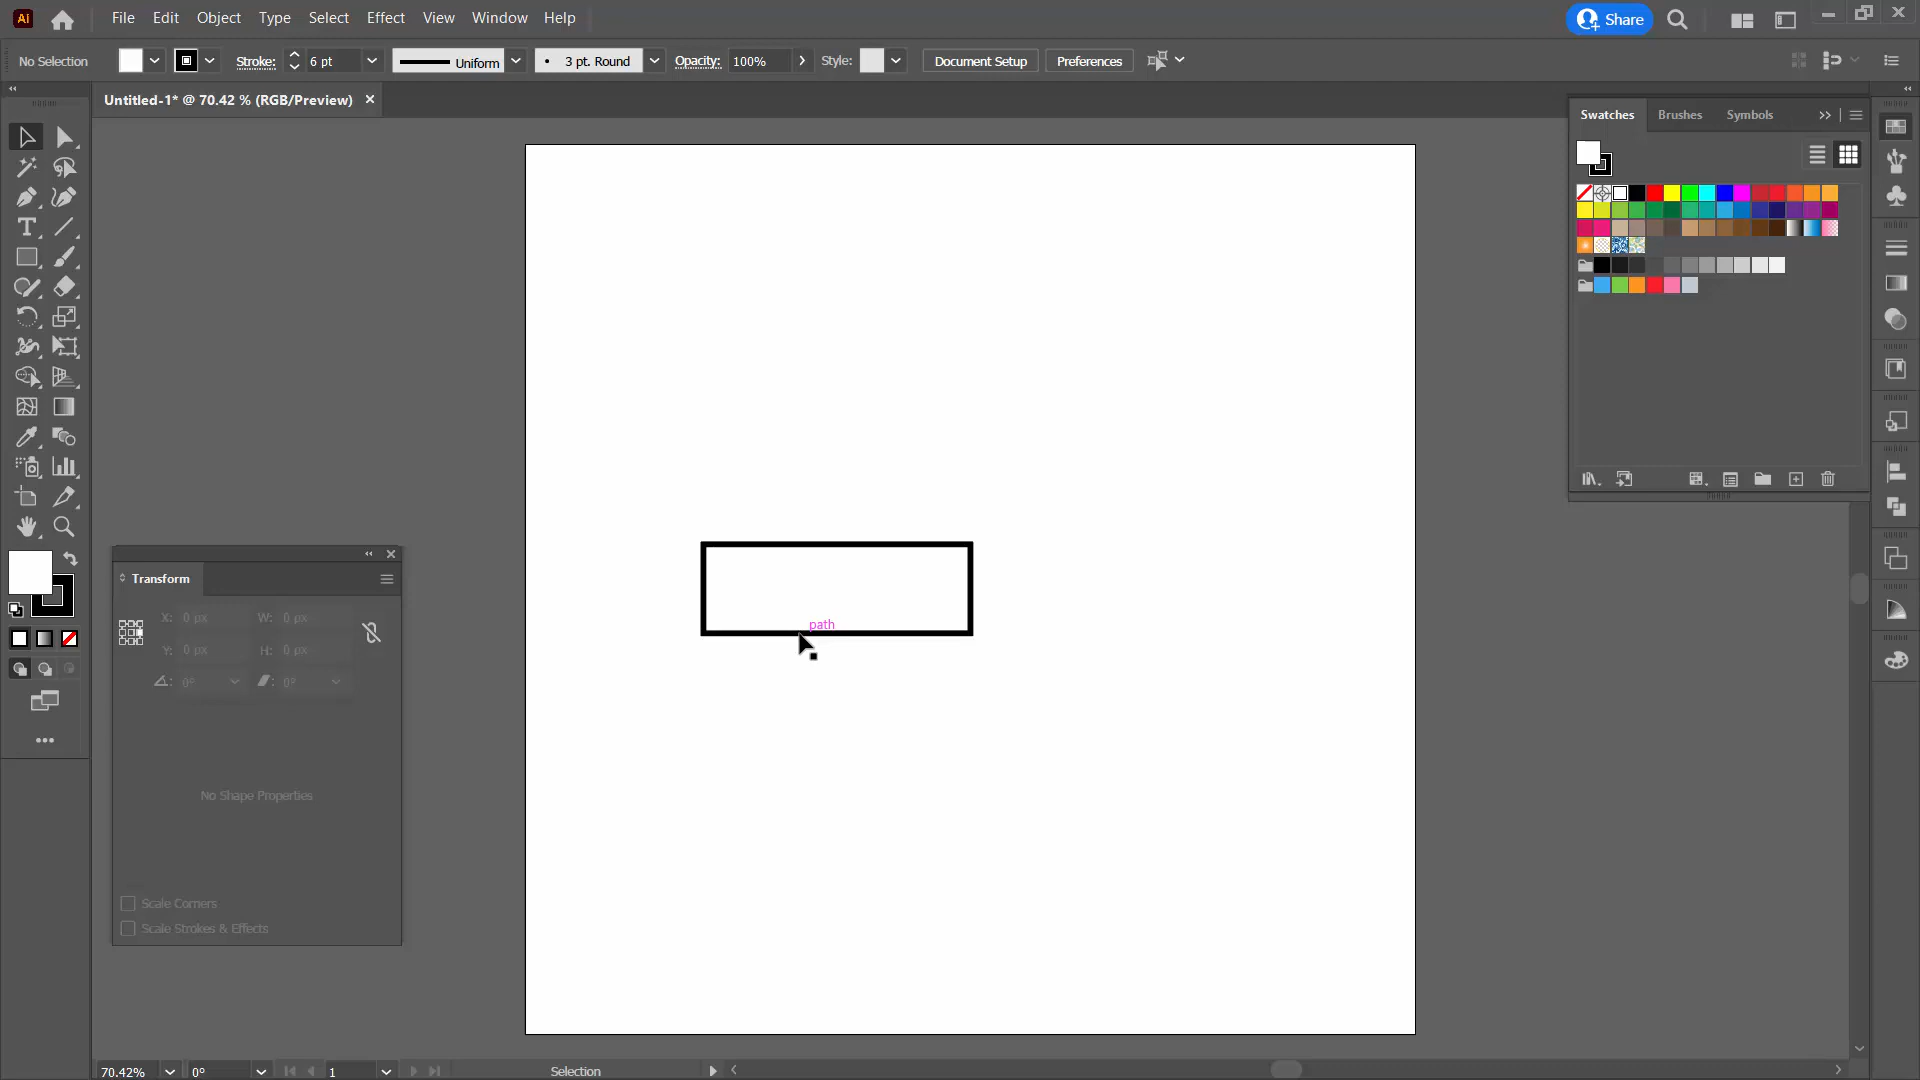 Ai File Edit Object Type Select Effect View Window Help Share
No Selection Stroke: 6 pt Uniform 3 pt. Round Opacity: 100% Style: Document Setup Preferences
Untitled-1* @ 70.42 % (RGB/Preview)
Swatches Brushes Symbols
path
Transform
X: 0 px W: 0 px
Y: 0 px H: 0 px
0° 0°
No Shape Properties
Scale Corners
Scale Strokes & Effects
70.42% 0° 1 Selection